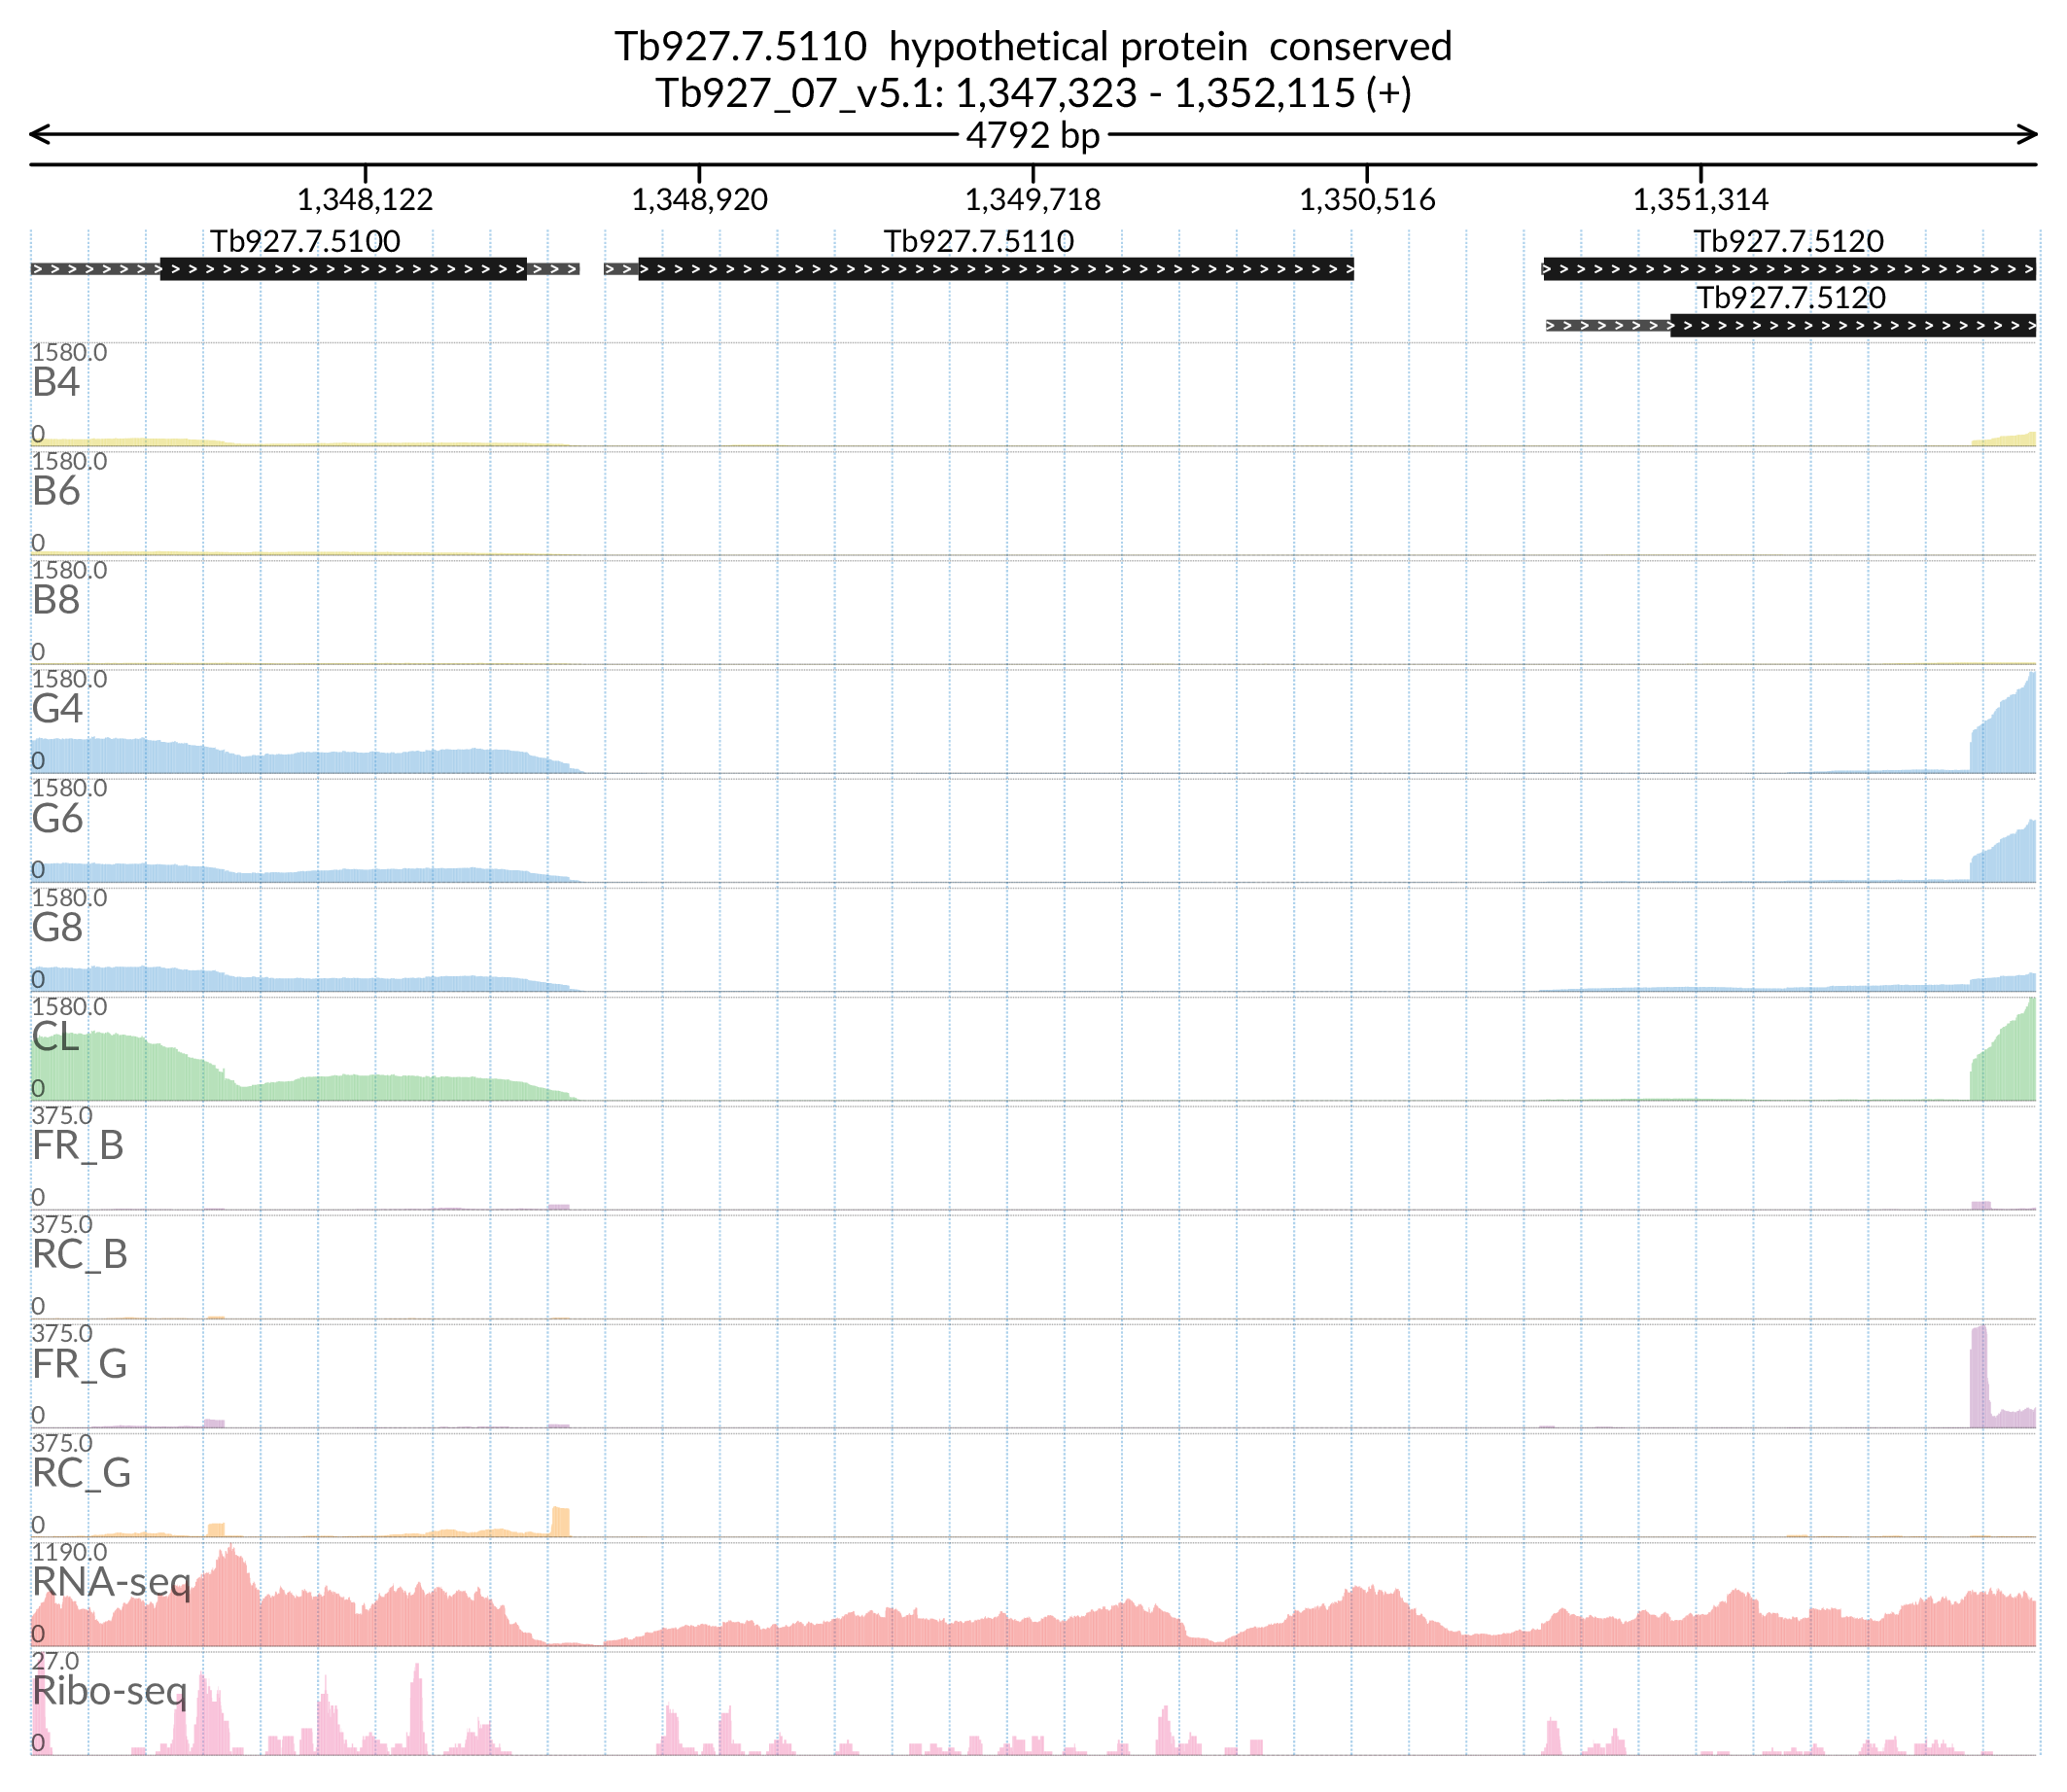 Tb927.7.5110 hypothetical protein conserved
Tb927_07_v5.1: 1,347,323 - 1,352,115 (+)
4792 bp
1,348,122 1,348,920 1,349,718 1,350,516 1,351,314
Tb927.7.5100 Tb927.7.5110 Tb927.7.5120
Tb927.7.5120
1580.0
B4
0
1580.0
B6
0
1580.0
B8
0
1580.0
G4
0
1580.0
G6
0
1580.0
G8
0
1580.0
CL
0
375.0
FR_B
0
375.0
RC_B
0
375.0
FR_G
0
375.0
RC_G
0
1190.0
RNA-seq
0
27.0
Ribo-seq
0